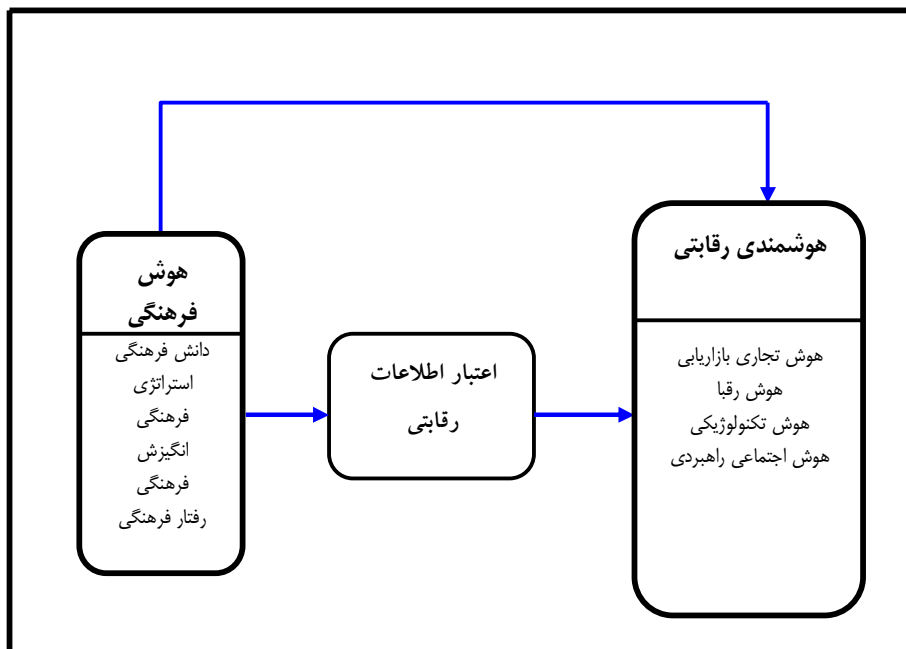 هوشمندی رقابتی
هوش تجاری بازاریابی
هوش رقبا
هوش تکنولوژیکی
هوش اجتماعی راهبردی
اعتبار اطلاعات
رقابتی
هوش
فرهنگی
دانش فرهنگی
استراتژی
فرهنگی
انگیزش
فرهنگی
رفتار فرهنگی